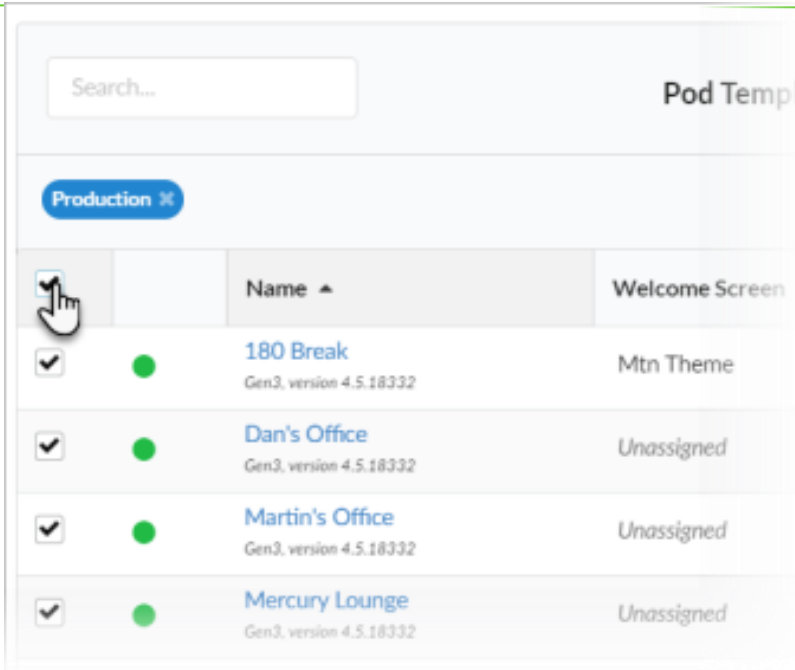 Search...
Pod Temp
Production ✖
Name ▲
Welcome Screen
180 Break
Gen3, version 4.5.18332
Mtn Theme
Dan's Office
Gen3, version 4.5.18332
Unassigned
Martin's Office
Gen3, version 4.5.18332
Unassigned
Mercury Lounge
Gen3, version 4.5.18332
Unassigned